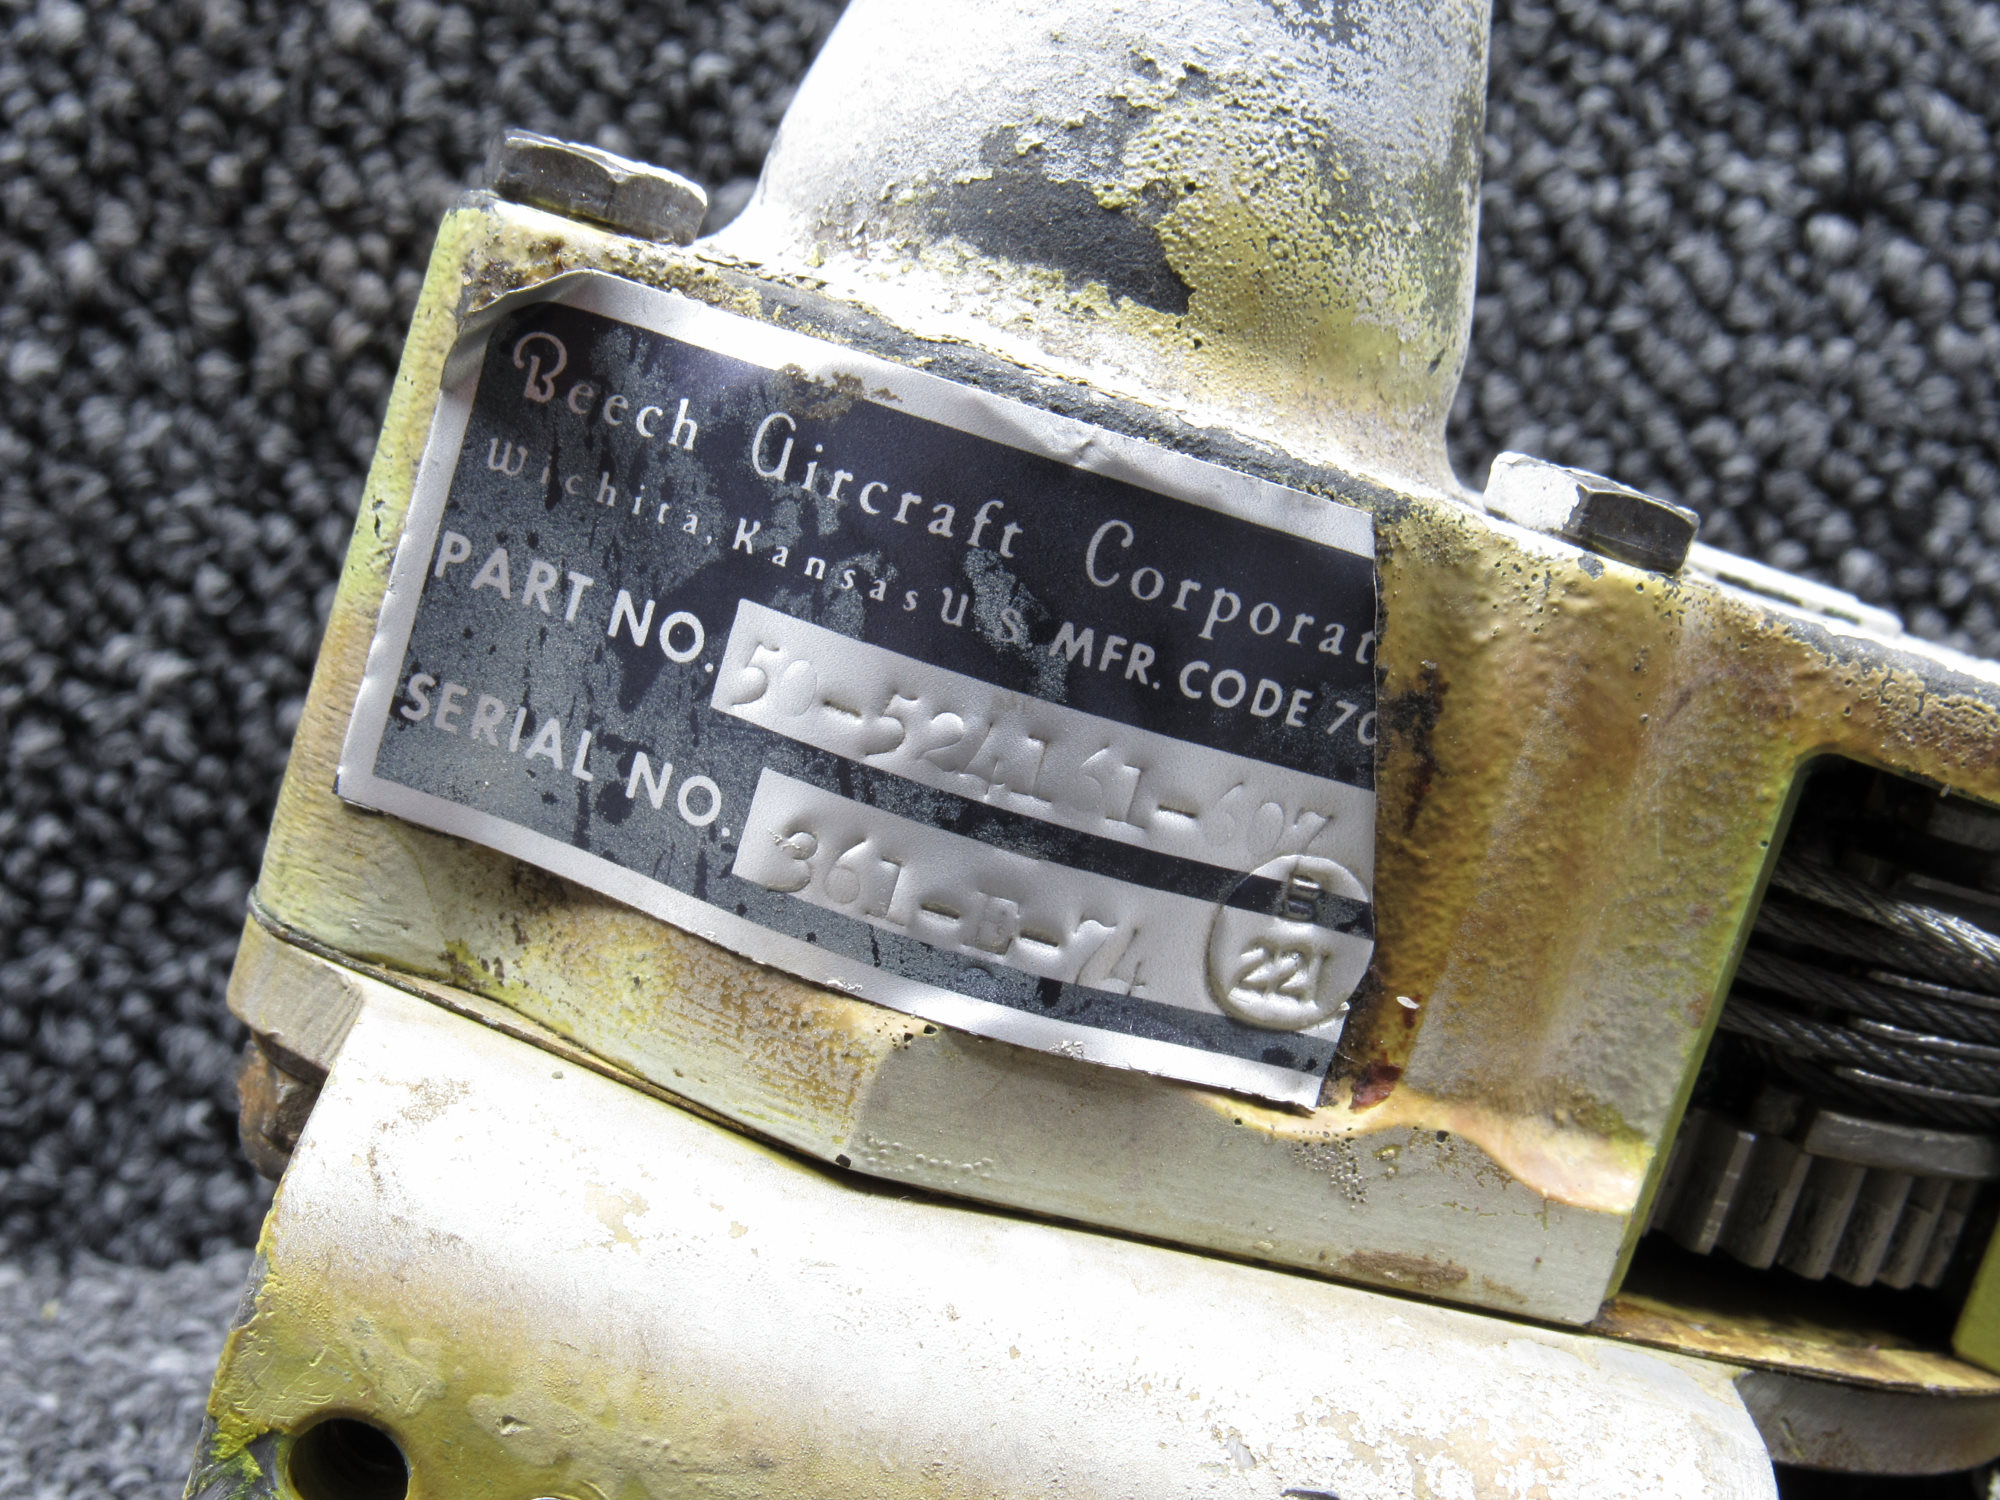 Beech Aircraft Corporat
Wichita, Kansas U S MFR. CODE 70
PART NO. 50-524161-607
SERIAL NO. 361-E-74
B
221